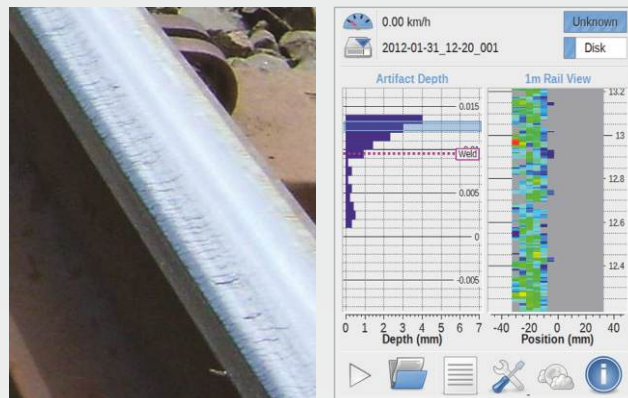 0.00 km/h
Unknown
2012-01-31_12-20_001
Disk
Artifact Depth
1m Rail View
0.015
0.01
Weld
0.005
0
-0.005
0 1 2 3 4 5 6 7
Depth (mm)
13.2
13
12.8
12.6
12.4
-40 -20 0 20 40
Position (mm)